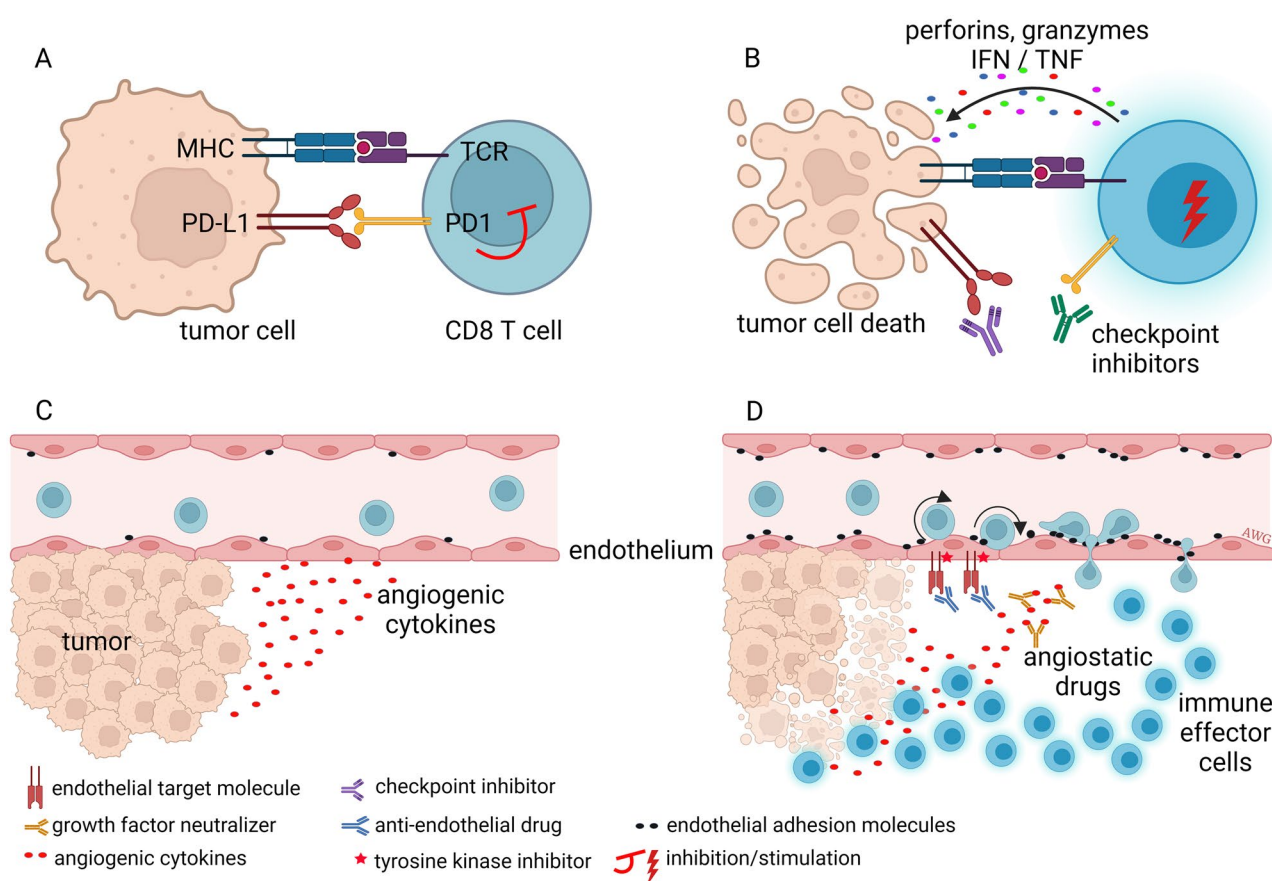 A
MHC
TCR
PD-L1
PD1
tumor cell
CD8 T cell
B
perforins, granzymes
IFN / TNF
tumor cell death
checkpoint
inhibitors
C
endothelium
angiogenic
cytokines
tumor
D
AWG
angiostatic
drugs
immune
effector
cells
endothelial target molecule
checkpoint inhibitor
growth factor neutralizer
anti-endothelial drug
endothelial adhesion molecules
angiogenic cytokines
tyrosine kinase inhibitor
inhibition/stimulation